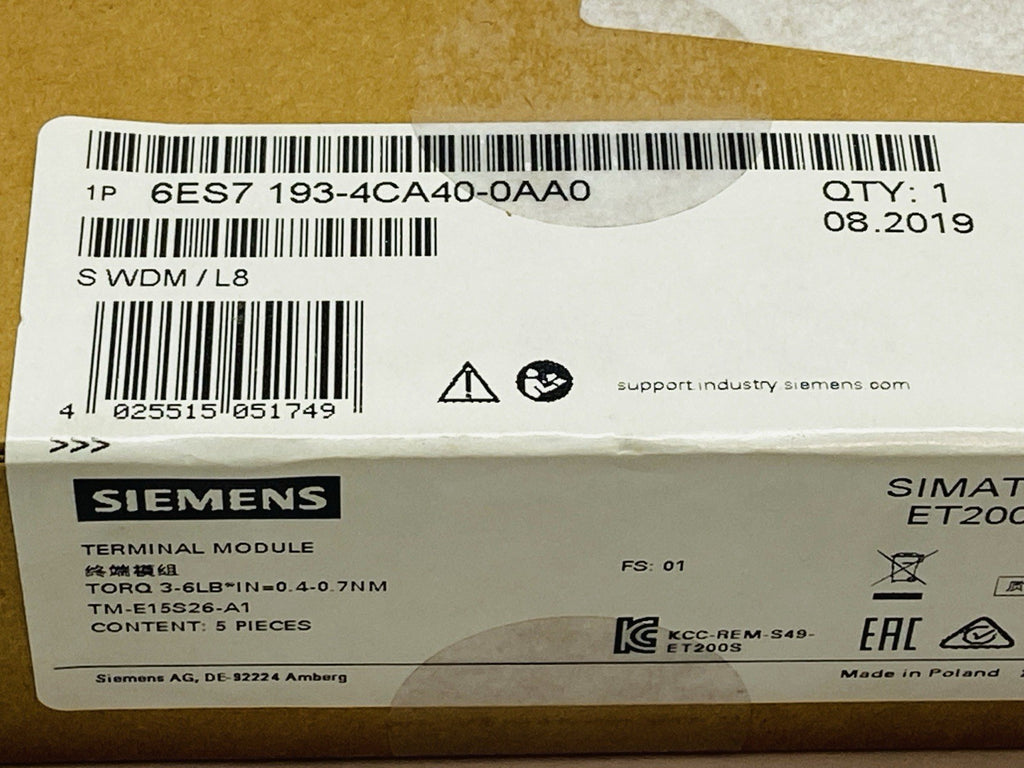 1P 6ES7 193-4CA40-0AA0 QTY: 1
08.2019
S WDM / L8
4 025515 051749
support.industry.siemens.com
>>>
SIEMENS
SIMAT
ET200
TERMINAL MODULE
终端模组
TORQ 3-6LB*IN=0.4-0.7NM
TM-E15S26-A1
CONTENT: 5 PIECES
FS: 01
KCC-REM-S49-
ET200S
EAC
Siemens AG, DE-92224 Amberg
Made in Poland